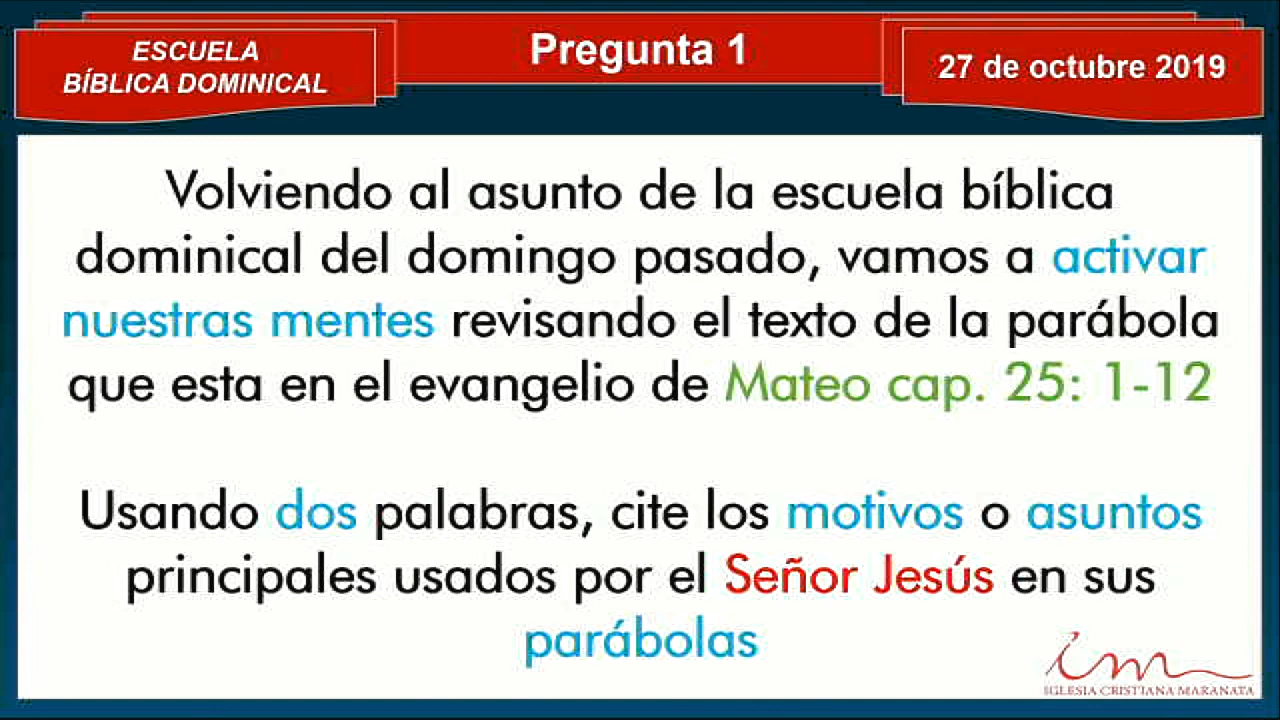 ESCUELA
BÍBLICA DOMINICAL
Pregunta 1
27 de octubre 2019
Volviendo al asunto de la escuela bíblica
dominical del domingo pasado, vamos a activar
nuestras mentes revisando el texto de la parábola
que esta en el evangelio de Mateo cap. 25: 1-12
Usando dos palabras, cite los motivos o asuntos
principales usados por el Señor Jesús en sus
parábolas
im
IGLESIA CRISTIANA MARANATA